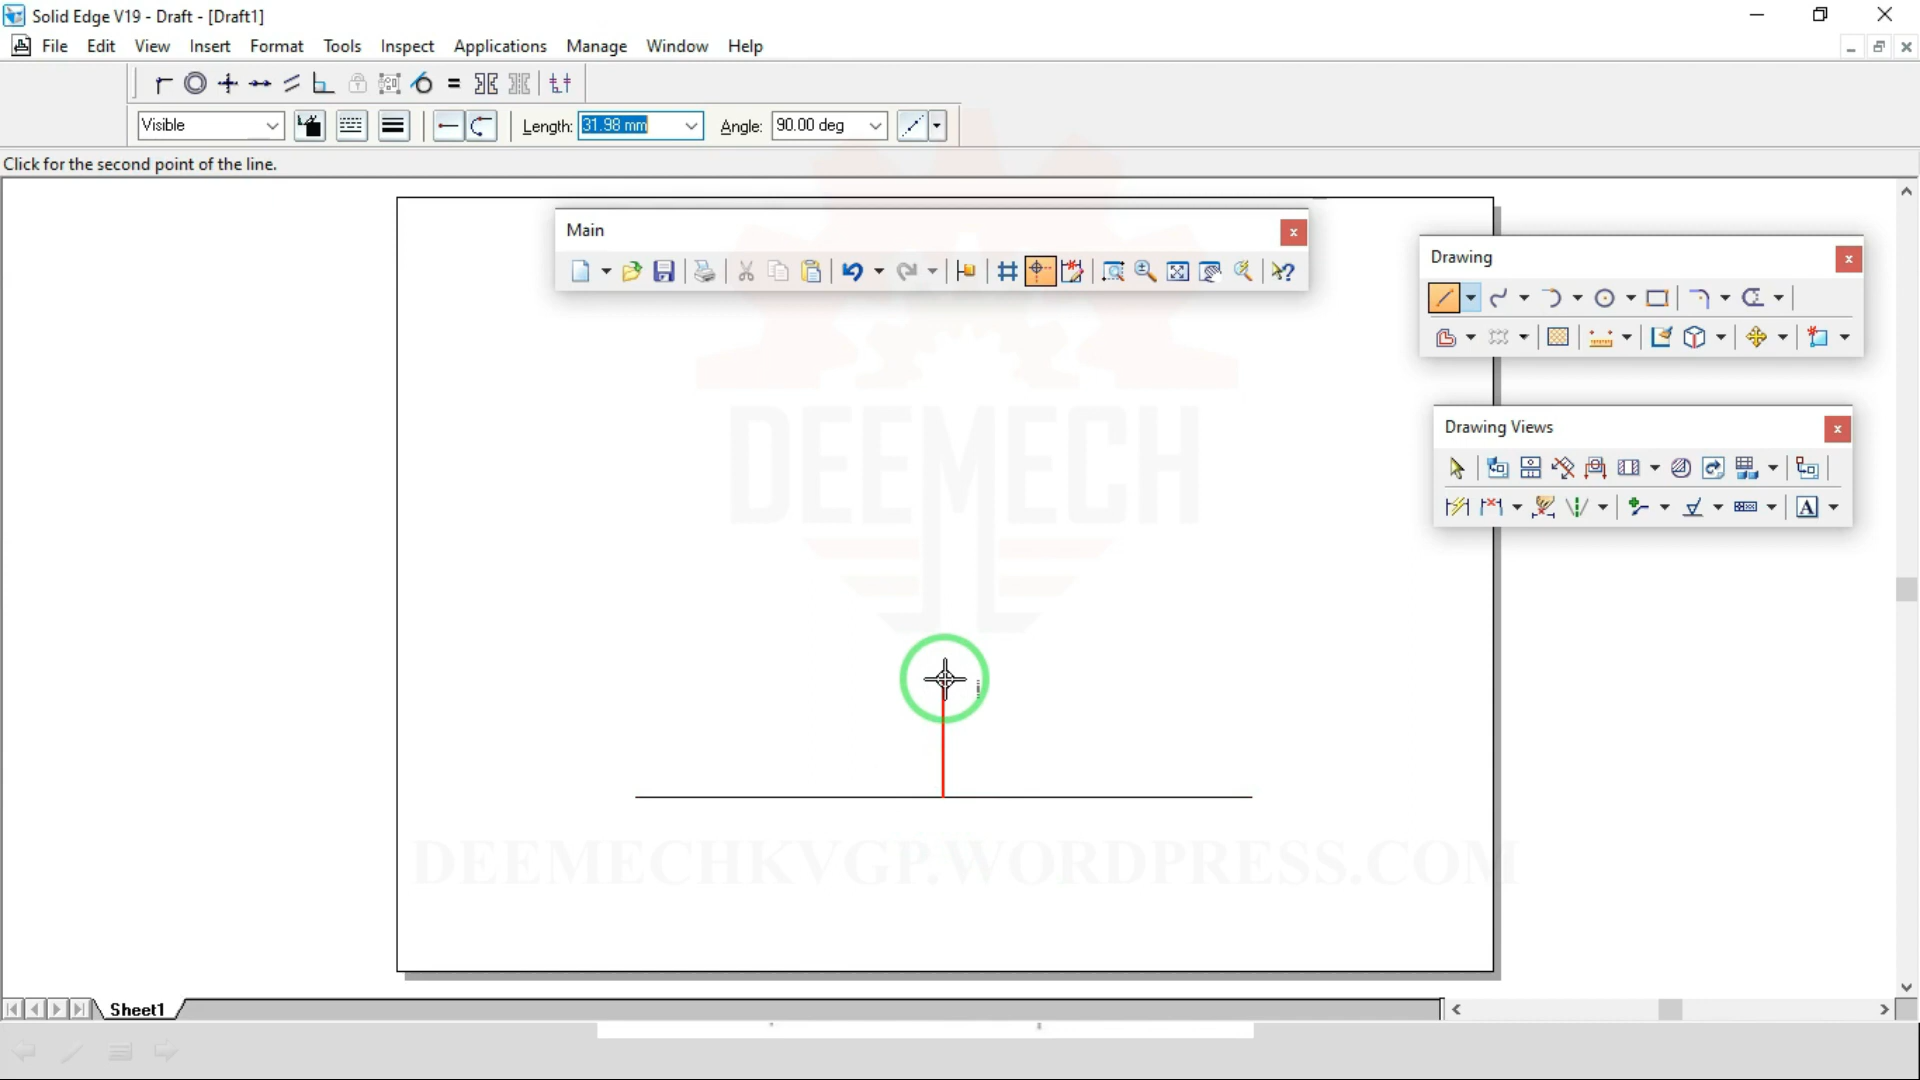 Solid Edge V19 - Draft - [Draft1]
File Edit View Insert Format Tools Inspect Applications Manage Window Help
Visible Length: 31.98 mm Angle: 90.00 deg
Click for the second point of the line.
Main
Drawing
Drawing Views
A
DEEMECH
DEEMECHKVGP.WORDPRESS.COM
Sheet1